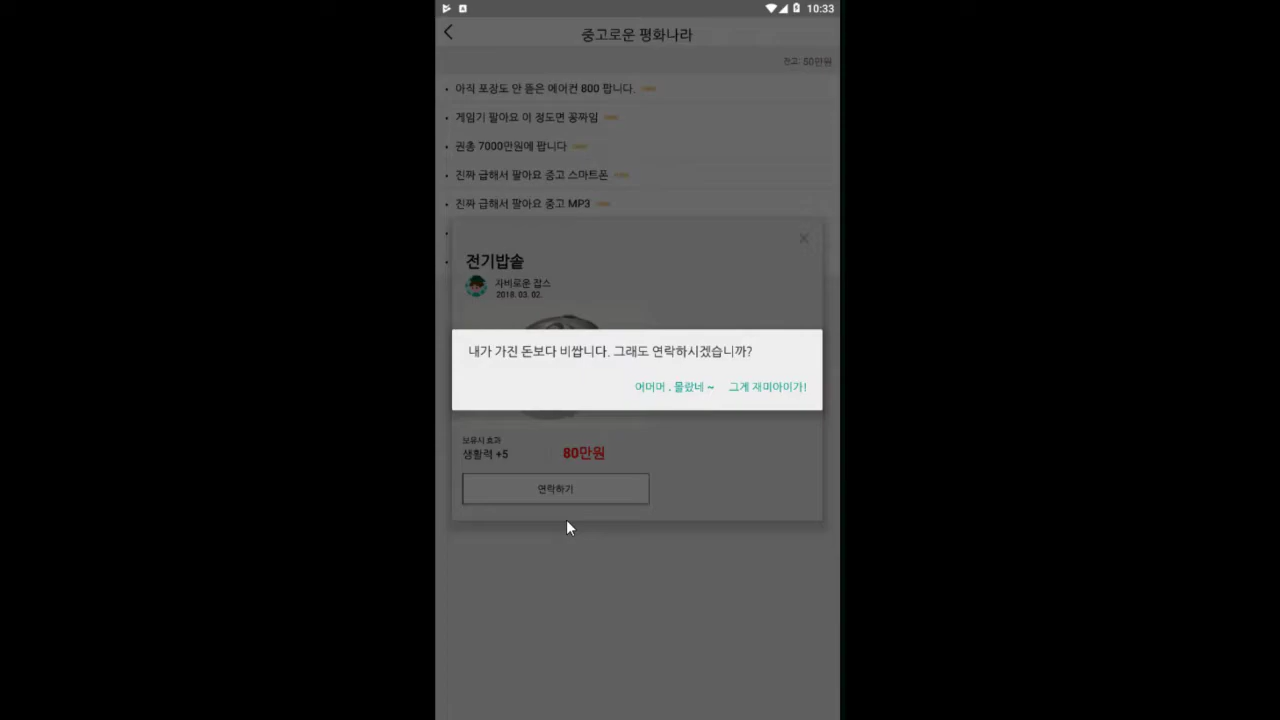 10:33
중고로운 평화나라
잔고: 50만원
아직 포장도 안 뜯은 에어컨 800 팝니다.
게임기 팔아요 이 정도면 공짜임
권총 7000만원에 팝니다
진짜 급해서 팔아요 중고 스마트폰
진짜 급해서 팔아요 중고 MP3
전기밥솥
자비로운 잡스
2018. 03. 02.
내가 가진 돈보다 비쌉니다. 그래도 연락하시겠습니까?
어머머 , 몰랐네 ~ 그게 재미아이가!
보유시 효과
생활력 +5 80만원
연락하기